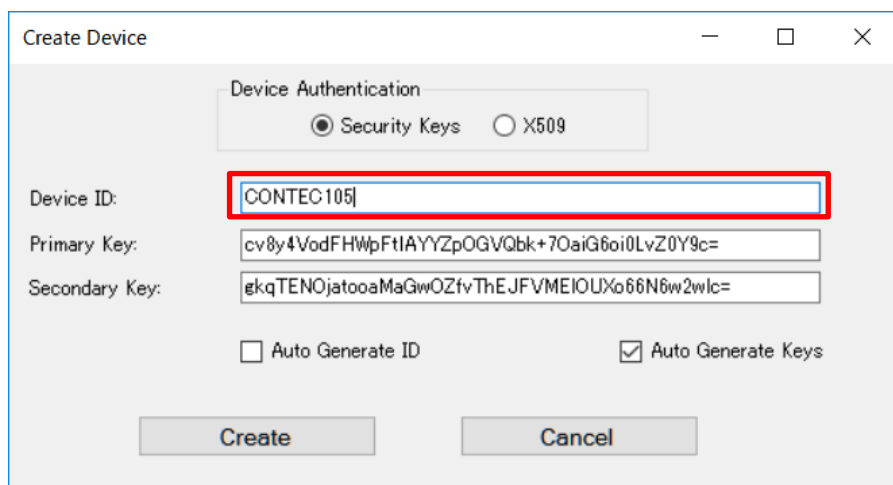 Create Device
Device Authentication
Security Keys X509
Device ID: CONTEC105
Primary Key: cv8y4VodFHWpFtIAYYZpOGVQbk+7OaiG6oi0LvZ0Y9c=
Secondary Key: gkqTENOjatooaMaGwOZfvThEJFVMEIOUXo66N6w2wIc=
Auto Generate ID Auto Generate Keys
Create Cancel